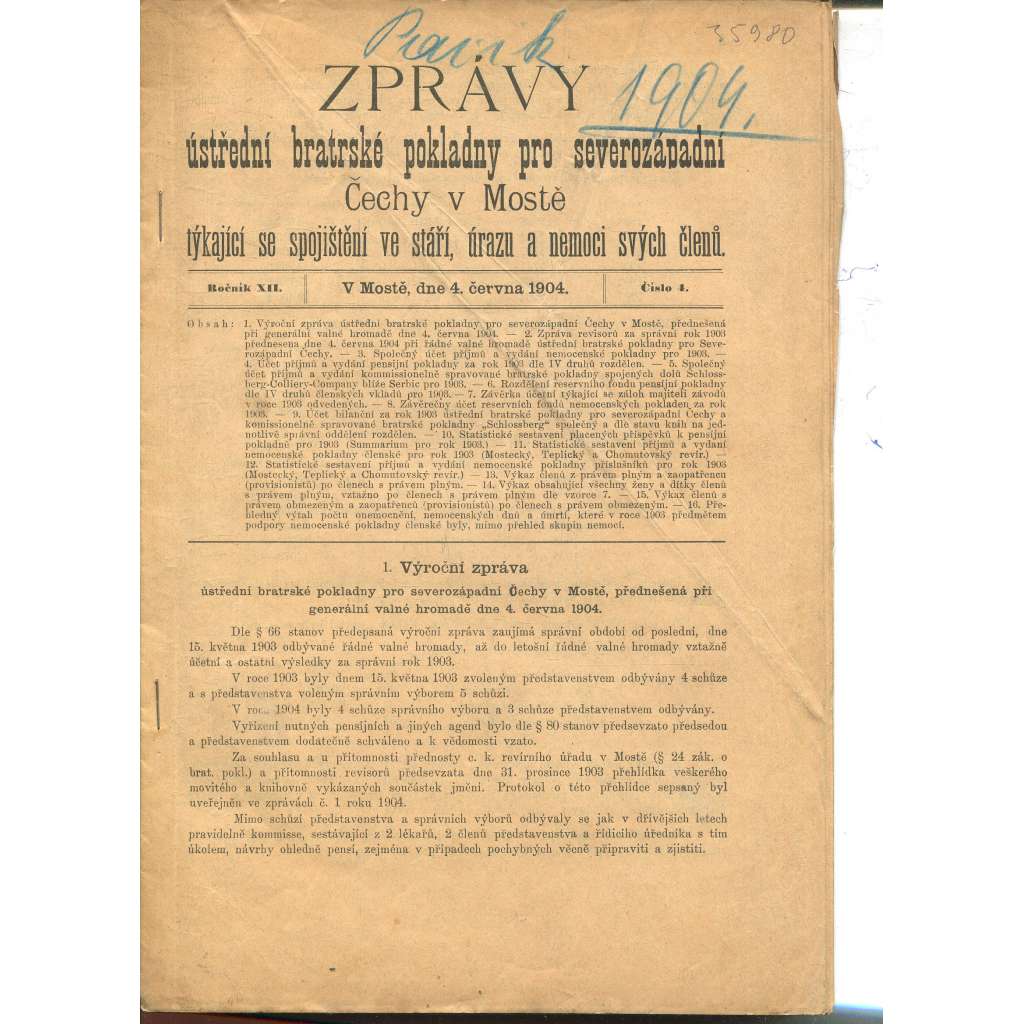 35980
1904.
ZPRÁVY
ústřední bratrské pokladny pro severozápadní
Čechy v Mostě
týkající se spojištění ve stáří, úrazu a nemoci svých členů.
Ročník XII. V Mostě, dne 4. června 1904. Číslo 4.
Obsah: 1. Výroční zpráva ústřední bratrské pokladny pro severozápadní Čechy v Mostě, přednešená
při generální valné hromadě dne 4. června 1904. — 2. Zpráva revisorů za správní rok 1903
přednesena dne 4. června 1904 při řádné valné hromadě ústřední bratrské pokladny pro Seve-
rozápadní Čechy. — 3. Společný účet příjmů a vydání nemocenské pokladny pro 1903. —
4. Účet příjmů a vydání pensijní pokladny za rok 1903 dle IV druhů rozdělen. — 5. Společný
účet příjmů a vydání kommissionelně spravované bratrské pokladny spojených dolů Schloss-
berg-Colliery-Company blíže Serbic pro 1903. — 6. Rozdělení reservního fondu pensijní pokladny
dle IV druhů členských vkladů pro 1903. — 7. Závěrka účetní týkající se záloh majiteli závodů
v roce 1903 odvedených. — 8. Závěrečný účet reservních fondů nemocenských pokladen za rok
1903. — 9. Účet bilanční za rok 1903 ústřední bratrské pokladny pro severozápadní Čechy a
komissionelně spravované bratrské pokladny „Schlossberg“ společný a dle stavu knih na jed-
notlivé správní oddělení rozdělen. — 10. Statistické sestavení placených příspěvků k pensijní
pokladně pro 1903 (Summarium pro rok 1903.) — 11. Statistické sestavení příjmů a vydaní
nemocenské pokladny členské pro rok 1903 (Mostecký, Teplický a Chomutovský revír.) —
12. Statistické sestavení příjmů a vydání nemocenské pokladny příslušníků pro rok 1903
(Mostecký, Teplický a Chomutovský revír.) — 13. Výkaz členů z právem plným a zaopatřencu
(provisionistů) po členech s právem plným. — 14. Výkaz obsahující všechny ženy a dítky členů
s právem plným, vztažno po členech s právem plným dle vzorce 7. — 15. Výkaz členů s
právem obmezeným a zaopatřenců (provisionistů) po členech s právem obmezeným. — 16. Pře-
hledný výtah počtu onemocnění, nemocenských dnů a úmrtí, které v roce 1903 předmětem
podpory nemocenské pokladny členské byly, mimo přehled skupin nemocí.
1. Výroční zpráva
ústřední bratrské pokladny pro severozápadní Čechy v Mostě, přednešená při
generální valné hromadě dne 4. června 1904.
Dle § 66 stanov předepsaná výroční zpráva zaujímá správní období od poslední, dne
15. května 1903 odbývané řádné valné hromady, až do letošní řádné valné hromady vztažně
účetní a ostatní výsledky za správní rok 1903.
V roce 1903 byly dnem 15. května 1903 zvoleným představenstvem odbývány 4 schůze
a s představenstva voleným správním výborem 5 schůzí.
V roce 1904 byly 4 schůze správního výboru a 3 schůze představenstvem odbývány.
Vyřízení nutných pensijních a jiných agend bylo dle § 80 stanov předsevzato předsedou
a představenstvem dodatečně schváleno a k vědomosti vzato.
Za souhlasu a u přítomnosti přednosty c. k. revírního úřadu v Mostě (§ 24 zák. o
brat. pokl.) a přítomnosti revisorů předsevzata dne 31. prosince 1903 přehlídka veškerého
movitého a knihovně vykázaných součástek jmění. Protokol o této přehlídce sepsaný byl
uveřejněn ve zprávách č. 1 roku 1904.
Mimo schůzí představenstva a správních výborů odbývaly se jak v dřívějších letech
pravidelně kommisse, sestávající z 2 lékařů, 2 členů představenstva a řídícího úředníka s tím
úkolem, návrhy ohledně pensí, zejména v případech pochybných věcně připraviti a zjistiti.